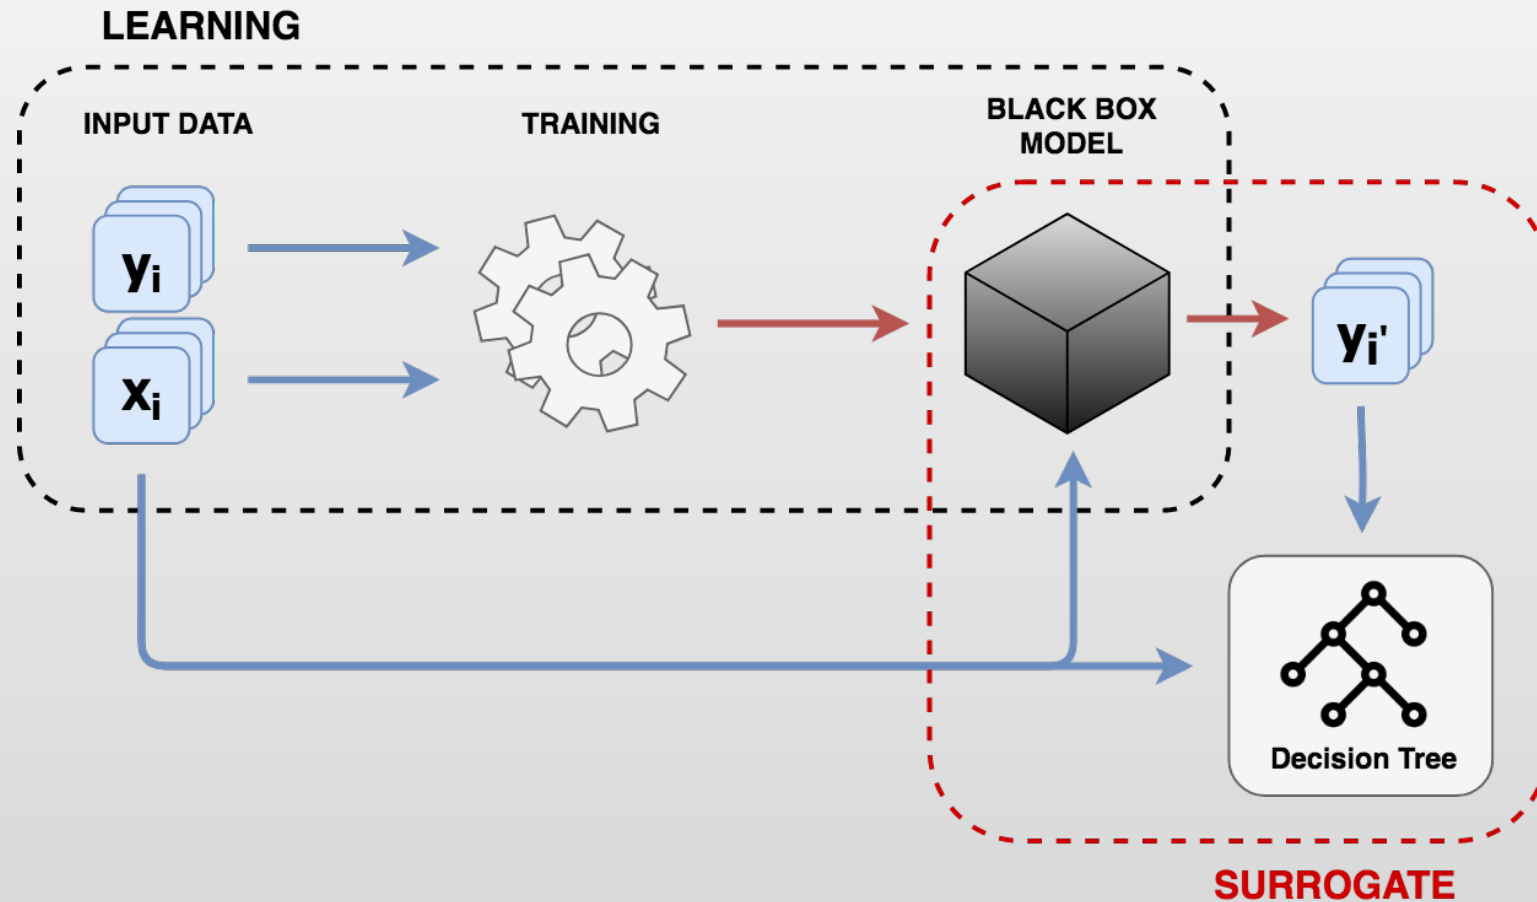 LEARNING
INPUT DATA
TRAINING
BLACK BOX
MODEL
yi
xi
yi'
Decision Tree
SURROGATE